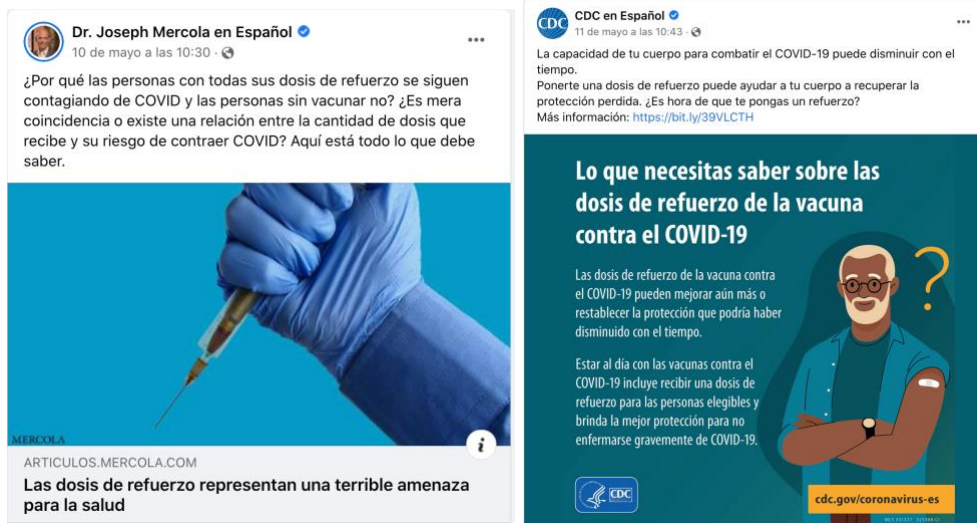 Dr. Joseph Mercola en Español
10 de mayo a las 10:30 ·
¿Por qué las personas con todas sus dosis de refuerzo se siguen
contagiando de COVID y las personas sin vacunar no? ¿Es mera
coincidencia o existe una relación entre la cantidad de dosis que
recibe y su riesgo de contraer COVID? Aquí está todo lo que debe
saber.
MERCOLA
i
ARTICULOS.MERCOLA.COM
Las dosis de refuerzo representan una terrible amenaza
para la salud
CDC
CDC en Español
11 de mayo a las 10:43 ·
La capacidad de tu cuerpo para combatir el COVID-19 puede disminuir con el
tiempo.
Ponerte una dosis de refuerzo puede ayudar a tu cuerpo a recuperar la
protección perdida. ¿Es hora de que te pongas un refuerzo?
Más información: https://bit.ly/39VLCTH
Lo que necesitas saber sobre las
dosis de refuerzo de la vacuna
contra el COVID-19
Las dosis de refuerzo de la vacuna contra
el COVID-19 pueden mejorar aún más o
restablecer la protección que podría haber
disminuido con el tiempo.
Estar al día con las vacunas contra el
COVID-19 incluye recibir una dosis de
refuerzo para las personas elegibles y
brinda la mejor protección para no
enfermarse gravemente de COVID-19.
?
CDC
cdc.gov/coronavirus-es